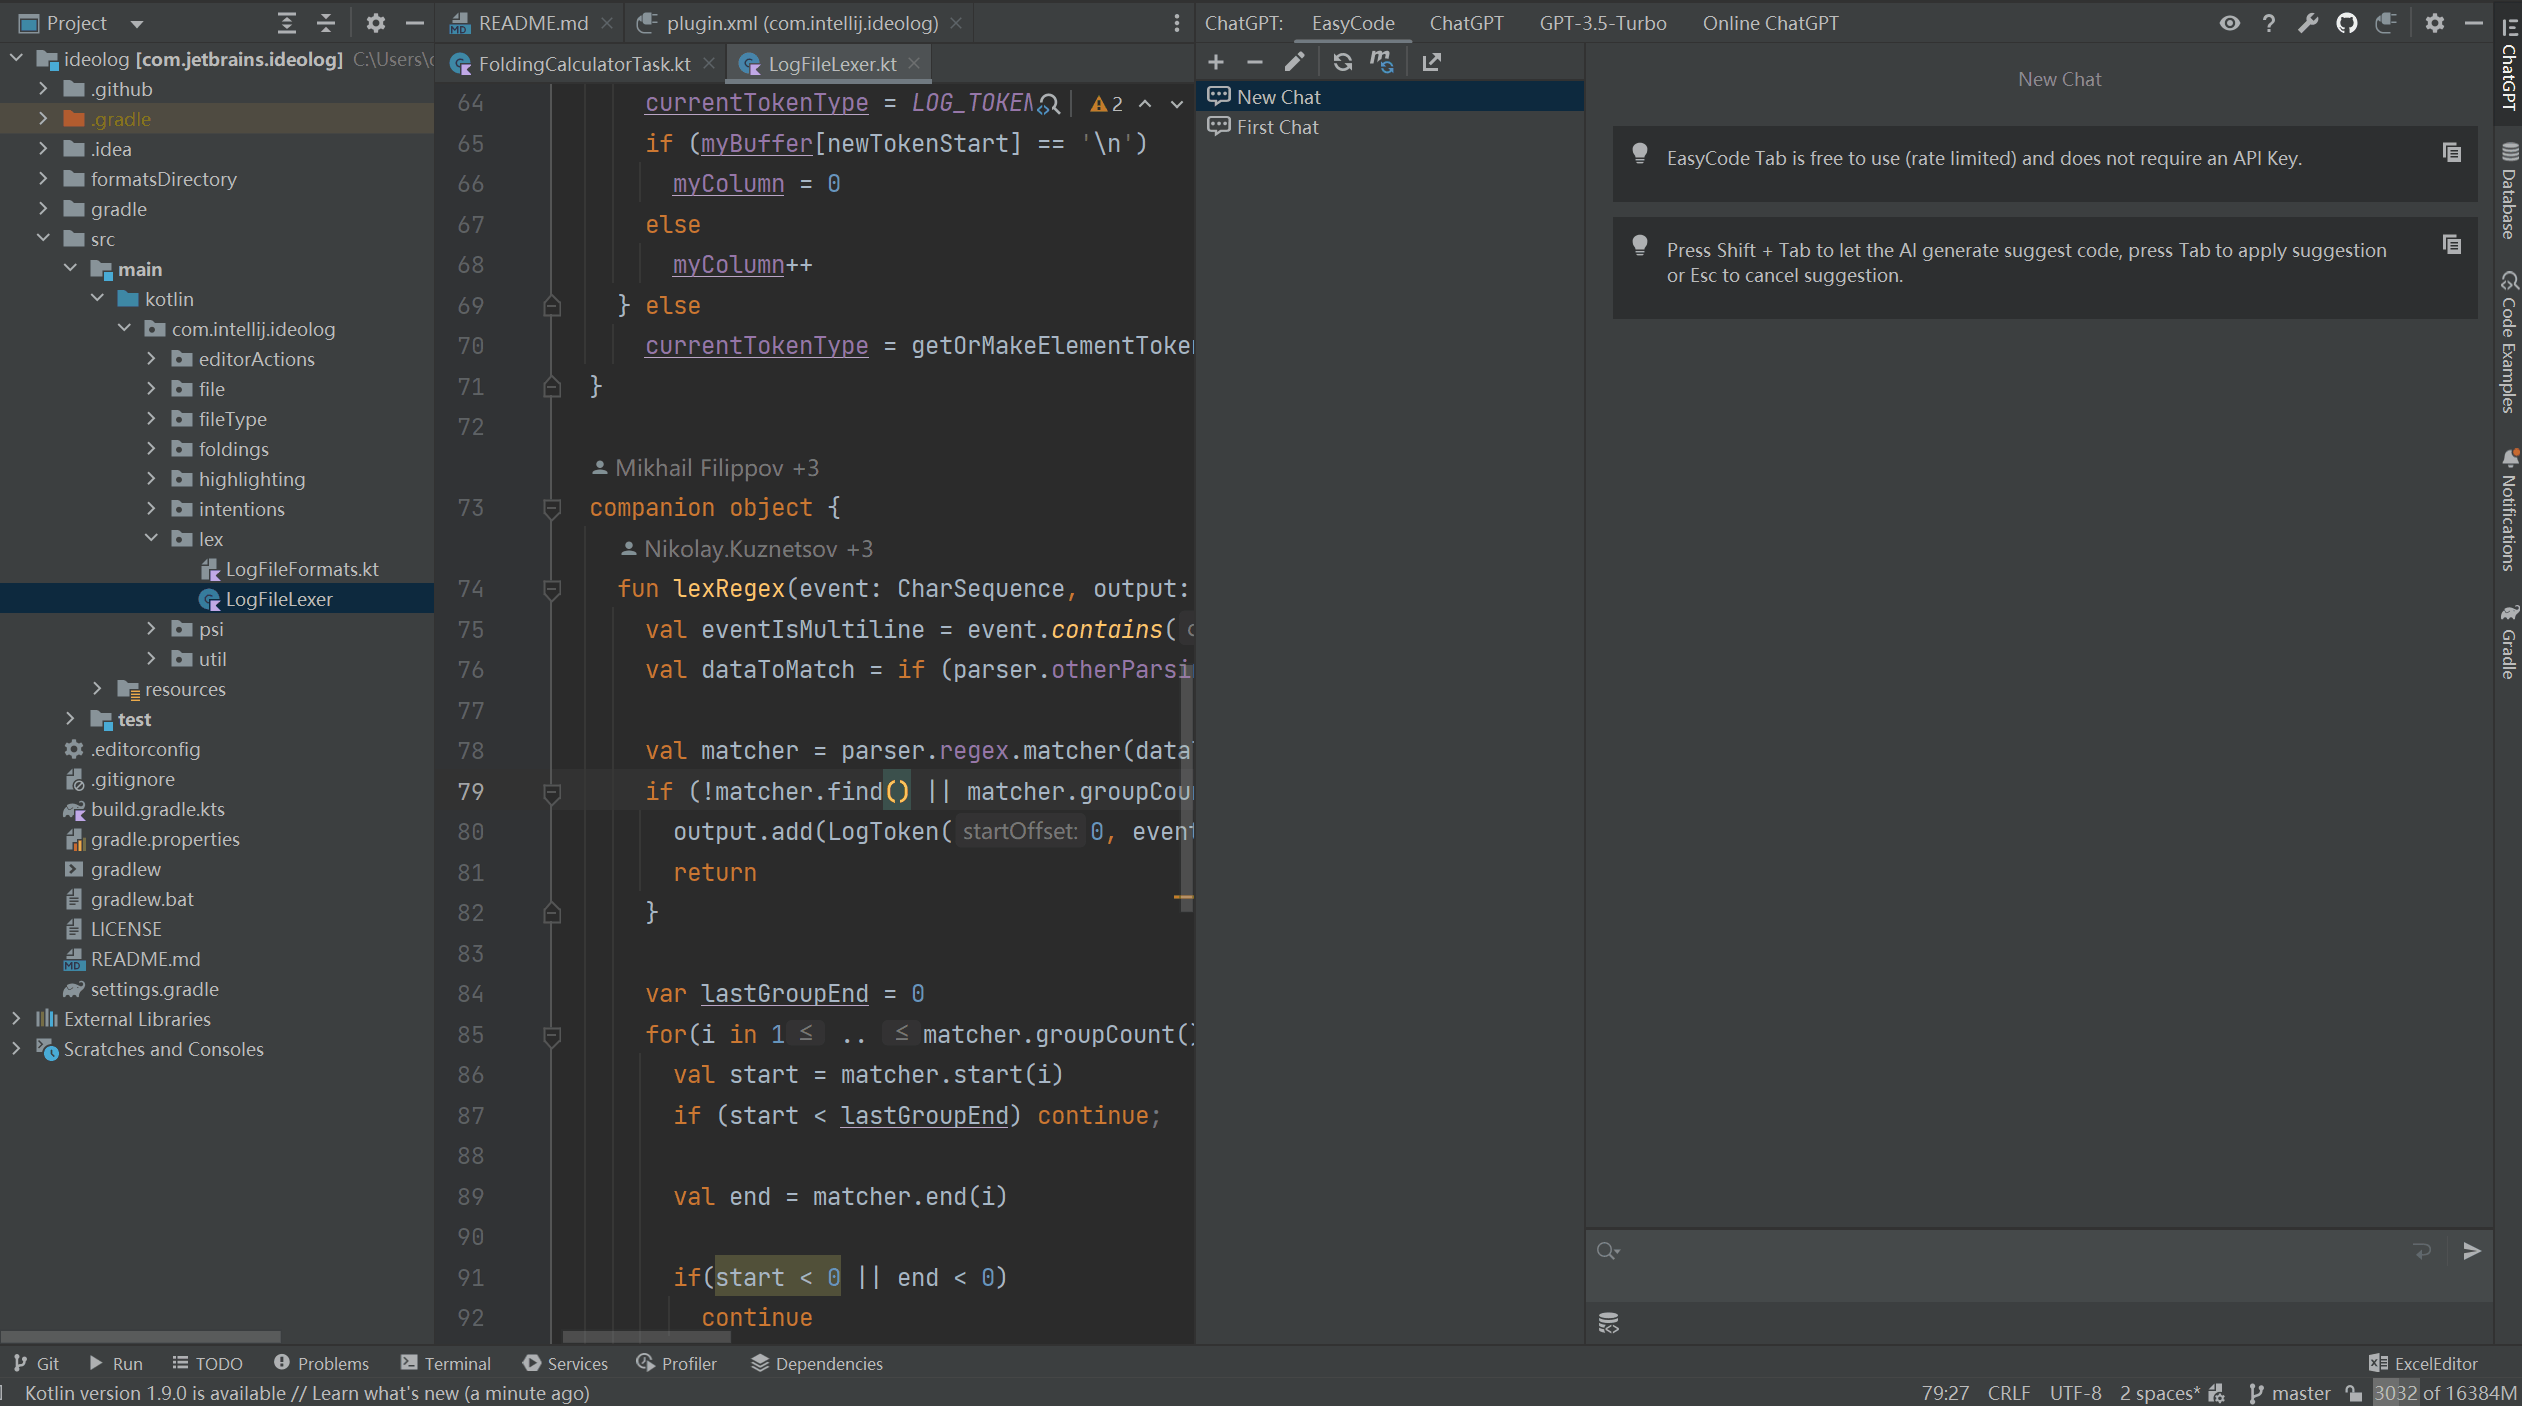 Project
ideolog [com.jetbrains.ideolog] C:\Users\
.github
.gradle
.idea
formatsDirectory
gradle
src
main
kotlin
com.intellij.ideolog
editorActions
file
fileType
foldings
highlighting
intentions
lex
LogFileFormats.kt
LogFileLexer
psi
util
resources
test
.editorconfig
.gitignore
build.gradle.kts
gradle.properties
gradlew
gradlew.bat
LICENSE
README.md
settings.gradle
External Libraries
Scratches and Consoles
README.md
plugin.xml (com.intellij.ideolog)
FoldingCalculatorTask.kt
LogFileLexer.kt
2
64 currentTokenType = LOG_TOKEN
65 if (myBuffer[newTokenStart] == '\n')
66 myColumn = 0
67 else
68 myColumn++
69 } else
70 currentTokenType = getOrMakeElementToken
71 }
72
Mikhail Filippov +3
73 companion object {
Nikolay.Kuznetsov +3
74 fun lexRegex(event: CharSequence, output:
75 val eventIsMultiline = event.contains(
76 val dataToMatch = if (parser.otherParsi
77
78 val matcher = parser.regex.matcher(data
79 if (!matcher.find() || matcher.groupCou
80 output.add(LogToken( startOffset: 0, event
81 return
82 }
83
84 var lastGroupEnd = 0
85 for(i in 1 ≤ .. ≤ matcher.groupCount()
86 val start = matcher.start(i)
87 if (start < lastGroupEnd) continue;
88
89 val end = matcher.end(i)
90
91 if(start < 0 || end < 0)
92 continue
ChatGPT: EasyCode ChatGPT GPT-3.5-Turbo Online ChatGPT
New Chat
First Chat
New Chat
EasyCode Tab is free to use (rate limited) and does not require an API Key.
Press Shift + Tab to let the AI generate suggest code, press Tab to apply suggestion
or Esc to cancel suggestion.
ChatGPT
Database
Code Examples
Notifications
Gradle
Git Run TODO Problems Terminal Services Profiler Dependencies ExcelEditor
Kotlin version 1.9.0 is available // Learn what's new (a minute ago) 79:27 CRLF UTF-8 2 spaces* master 3032 of 16384M